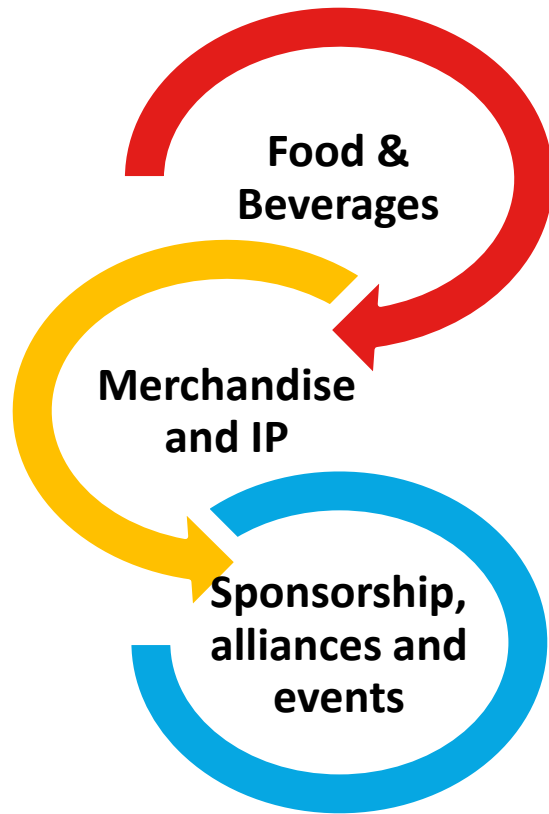 Food &
Beverages
Merchandise
and IP
Sponsorship,
alliances and
events